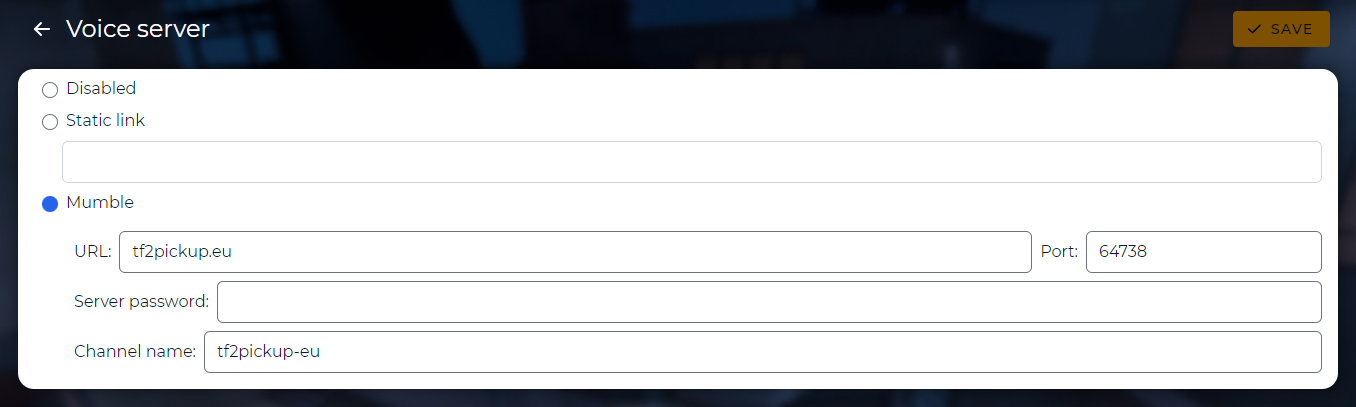 Voice server
SAVE
Disabled
Static link
Mumble
URL: tf2pickup.eu Port: 64738
Server password:
Channel name: tf2pickup-eu